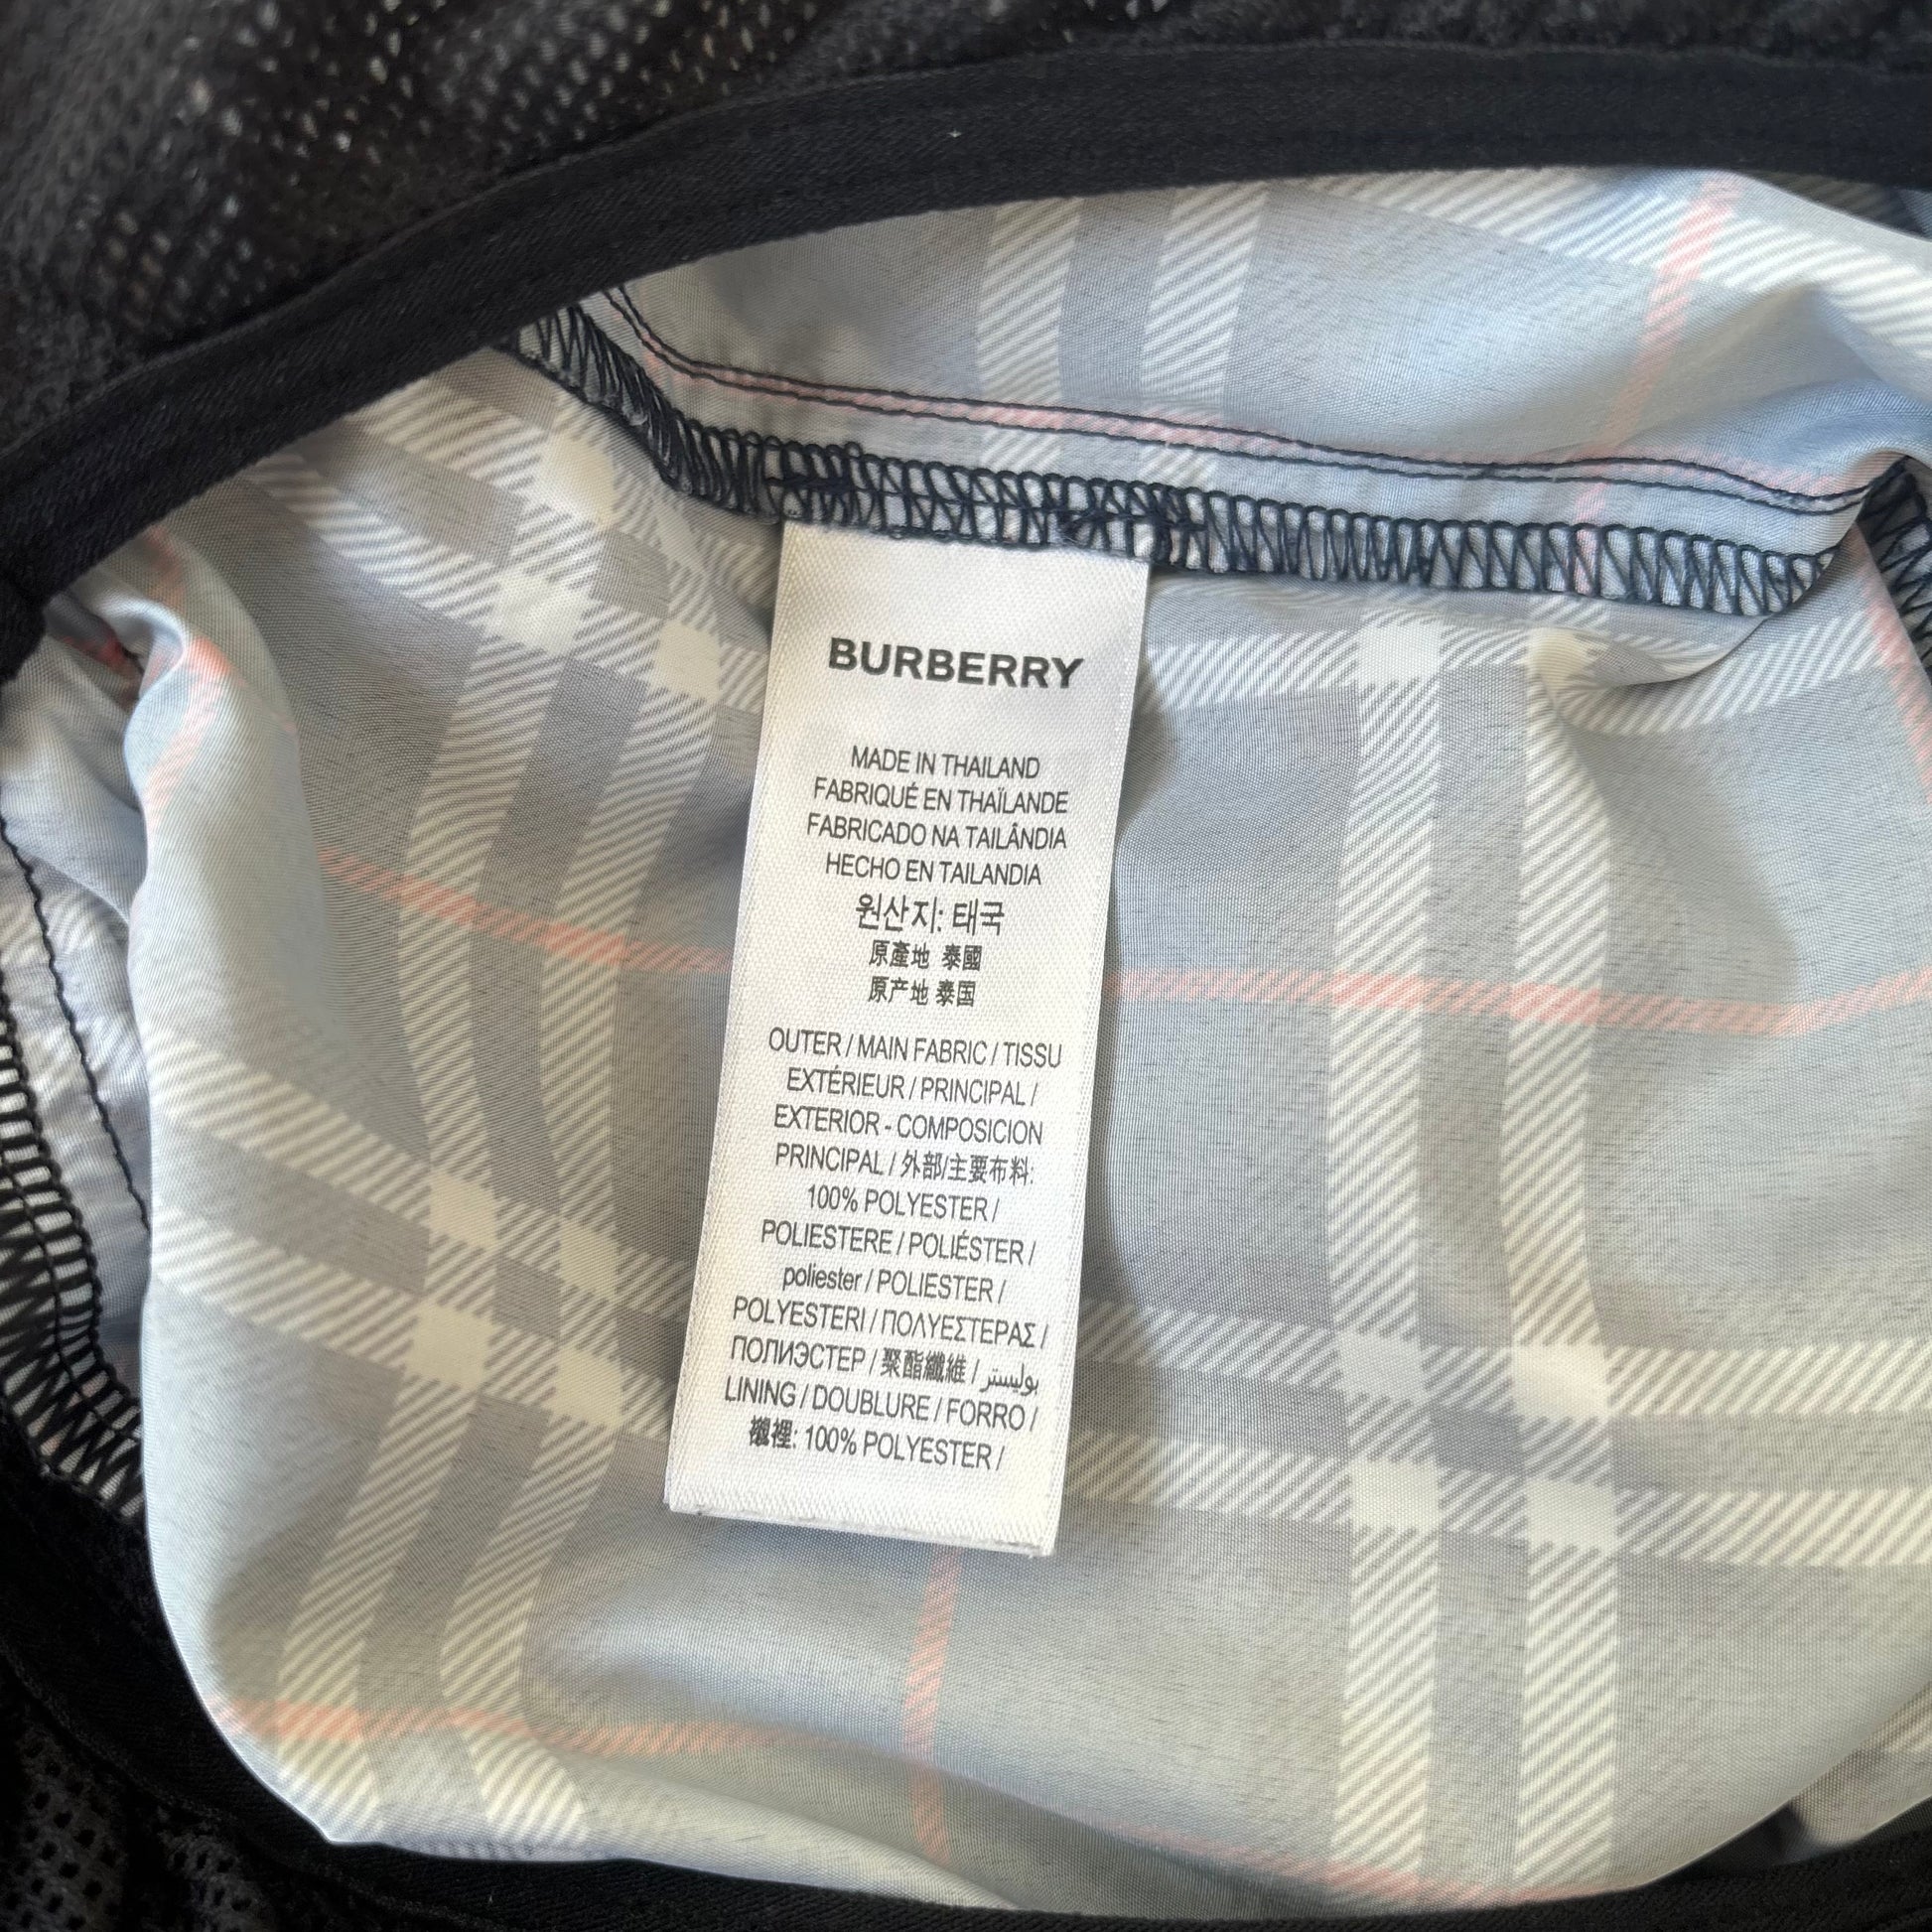 BURBERRY
MADE IN THAILAND
FABRIQUÉ EN THAÏLANDE
FABRICADO NA TAILÂNDIA
HECHO EN TAILANDIA
원산지: 태국
原產地 泰國
原产地 泰国
OUTER / MAIN FABRIC / TISSU
EXTÉRIEUR / PRINCIPAL /
EXTERIOR - COMPOSICION
PRINCIPAL / 外部/主要布料:
100% POLYESTER /
POLIESTERE / POLIÉSTER /
poliester / POLIESTER /
POLYESTERI / ΠΟΛΥΕΣΤΕΡΑΣ /
ПОЛИЭСТЕР / 聚酯纖維 / بوليستر
LINING / DOUBLURE / FORRO /
襯裡: 100% POLYESTER /